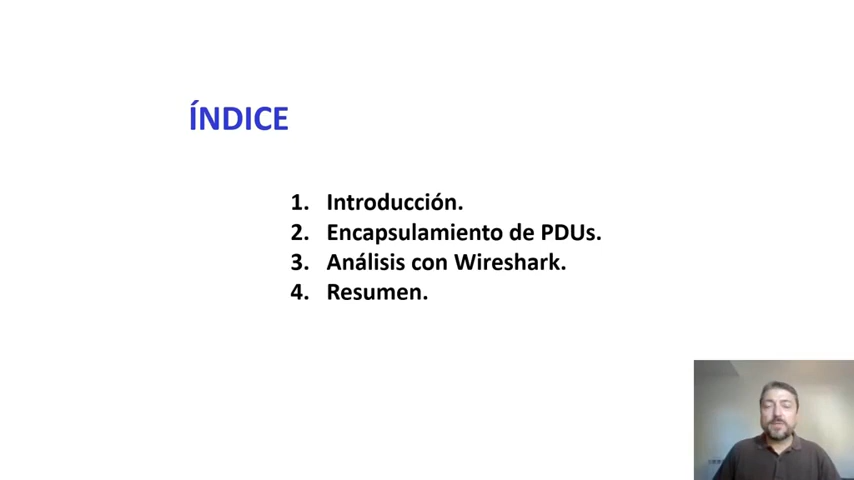 ÍNDICE
1. Introducción.
2. Encapsulamiento de PDUs.
3. Análisis con Wireshark.
4. Resumen.